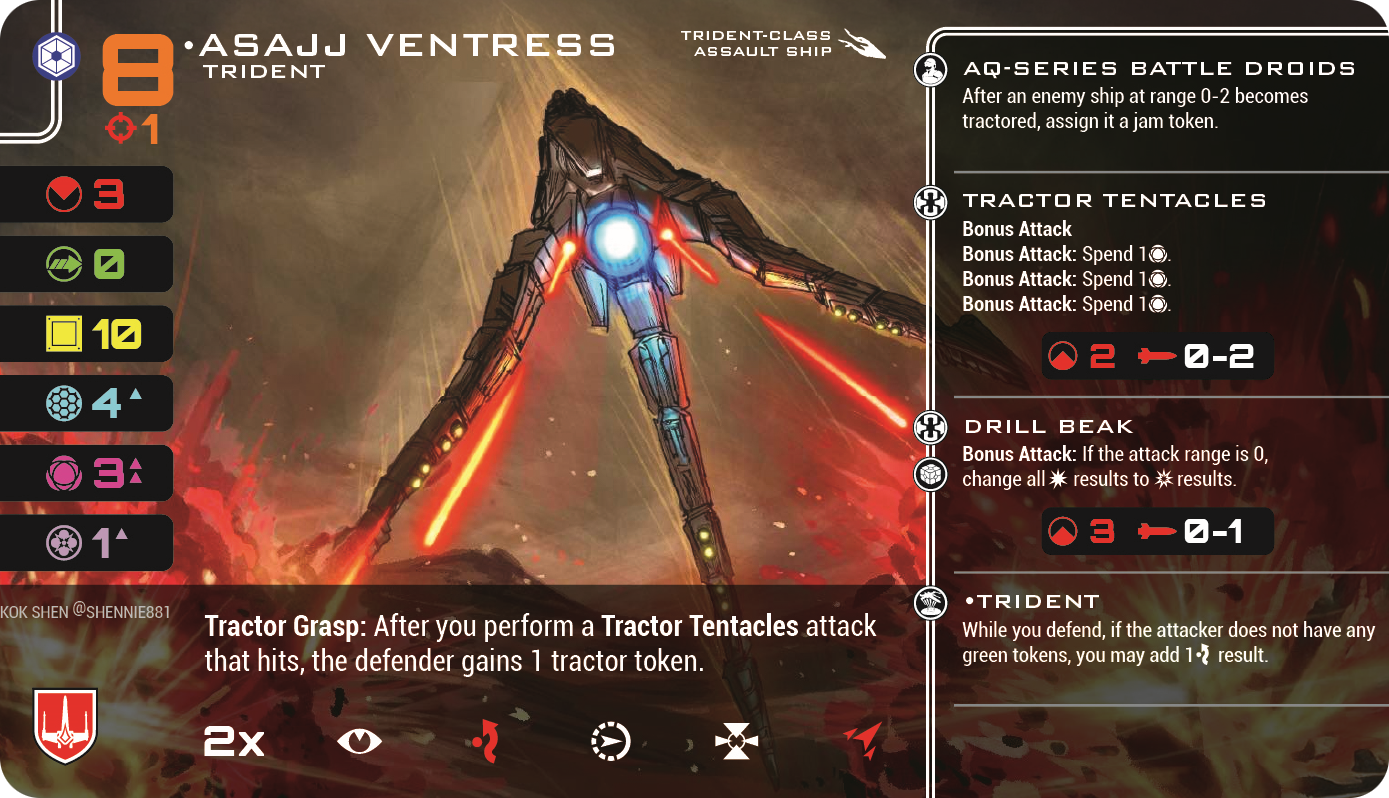 8
•ASAJJ VENTRESS
TRIDENT
TRIDENT-CLASS
ASSAULT SHIP
1
3
0
10
4
3
1
KOK SHEN @SHENNIE881
Tractor Grasp: After you perform a Tractor Tentacles attack
that hits, the defender gains 1 tractor token.
2x
AQ-SERIES BATTLE DROIDS
After an enemy ship at range 0-2 becomes
tractored, assign it a jam token.
TRACTOR TENTACLES
Bonus Attack
Bonus Attack: Spend 1.
Bonus Attack: Spend 1.
Bonus Attack: Spend 1.
2 0-2
DRILL BEAK
Bonus Attack: If the attack range is 0,
change all results to results.
3 0-1
•TRIDENT
While you defend, if the attacker does not have any
green tokens, you may add 1 result.